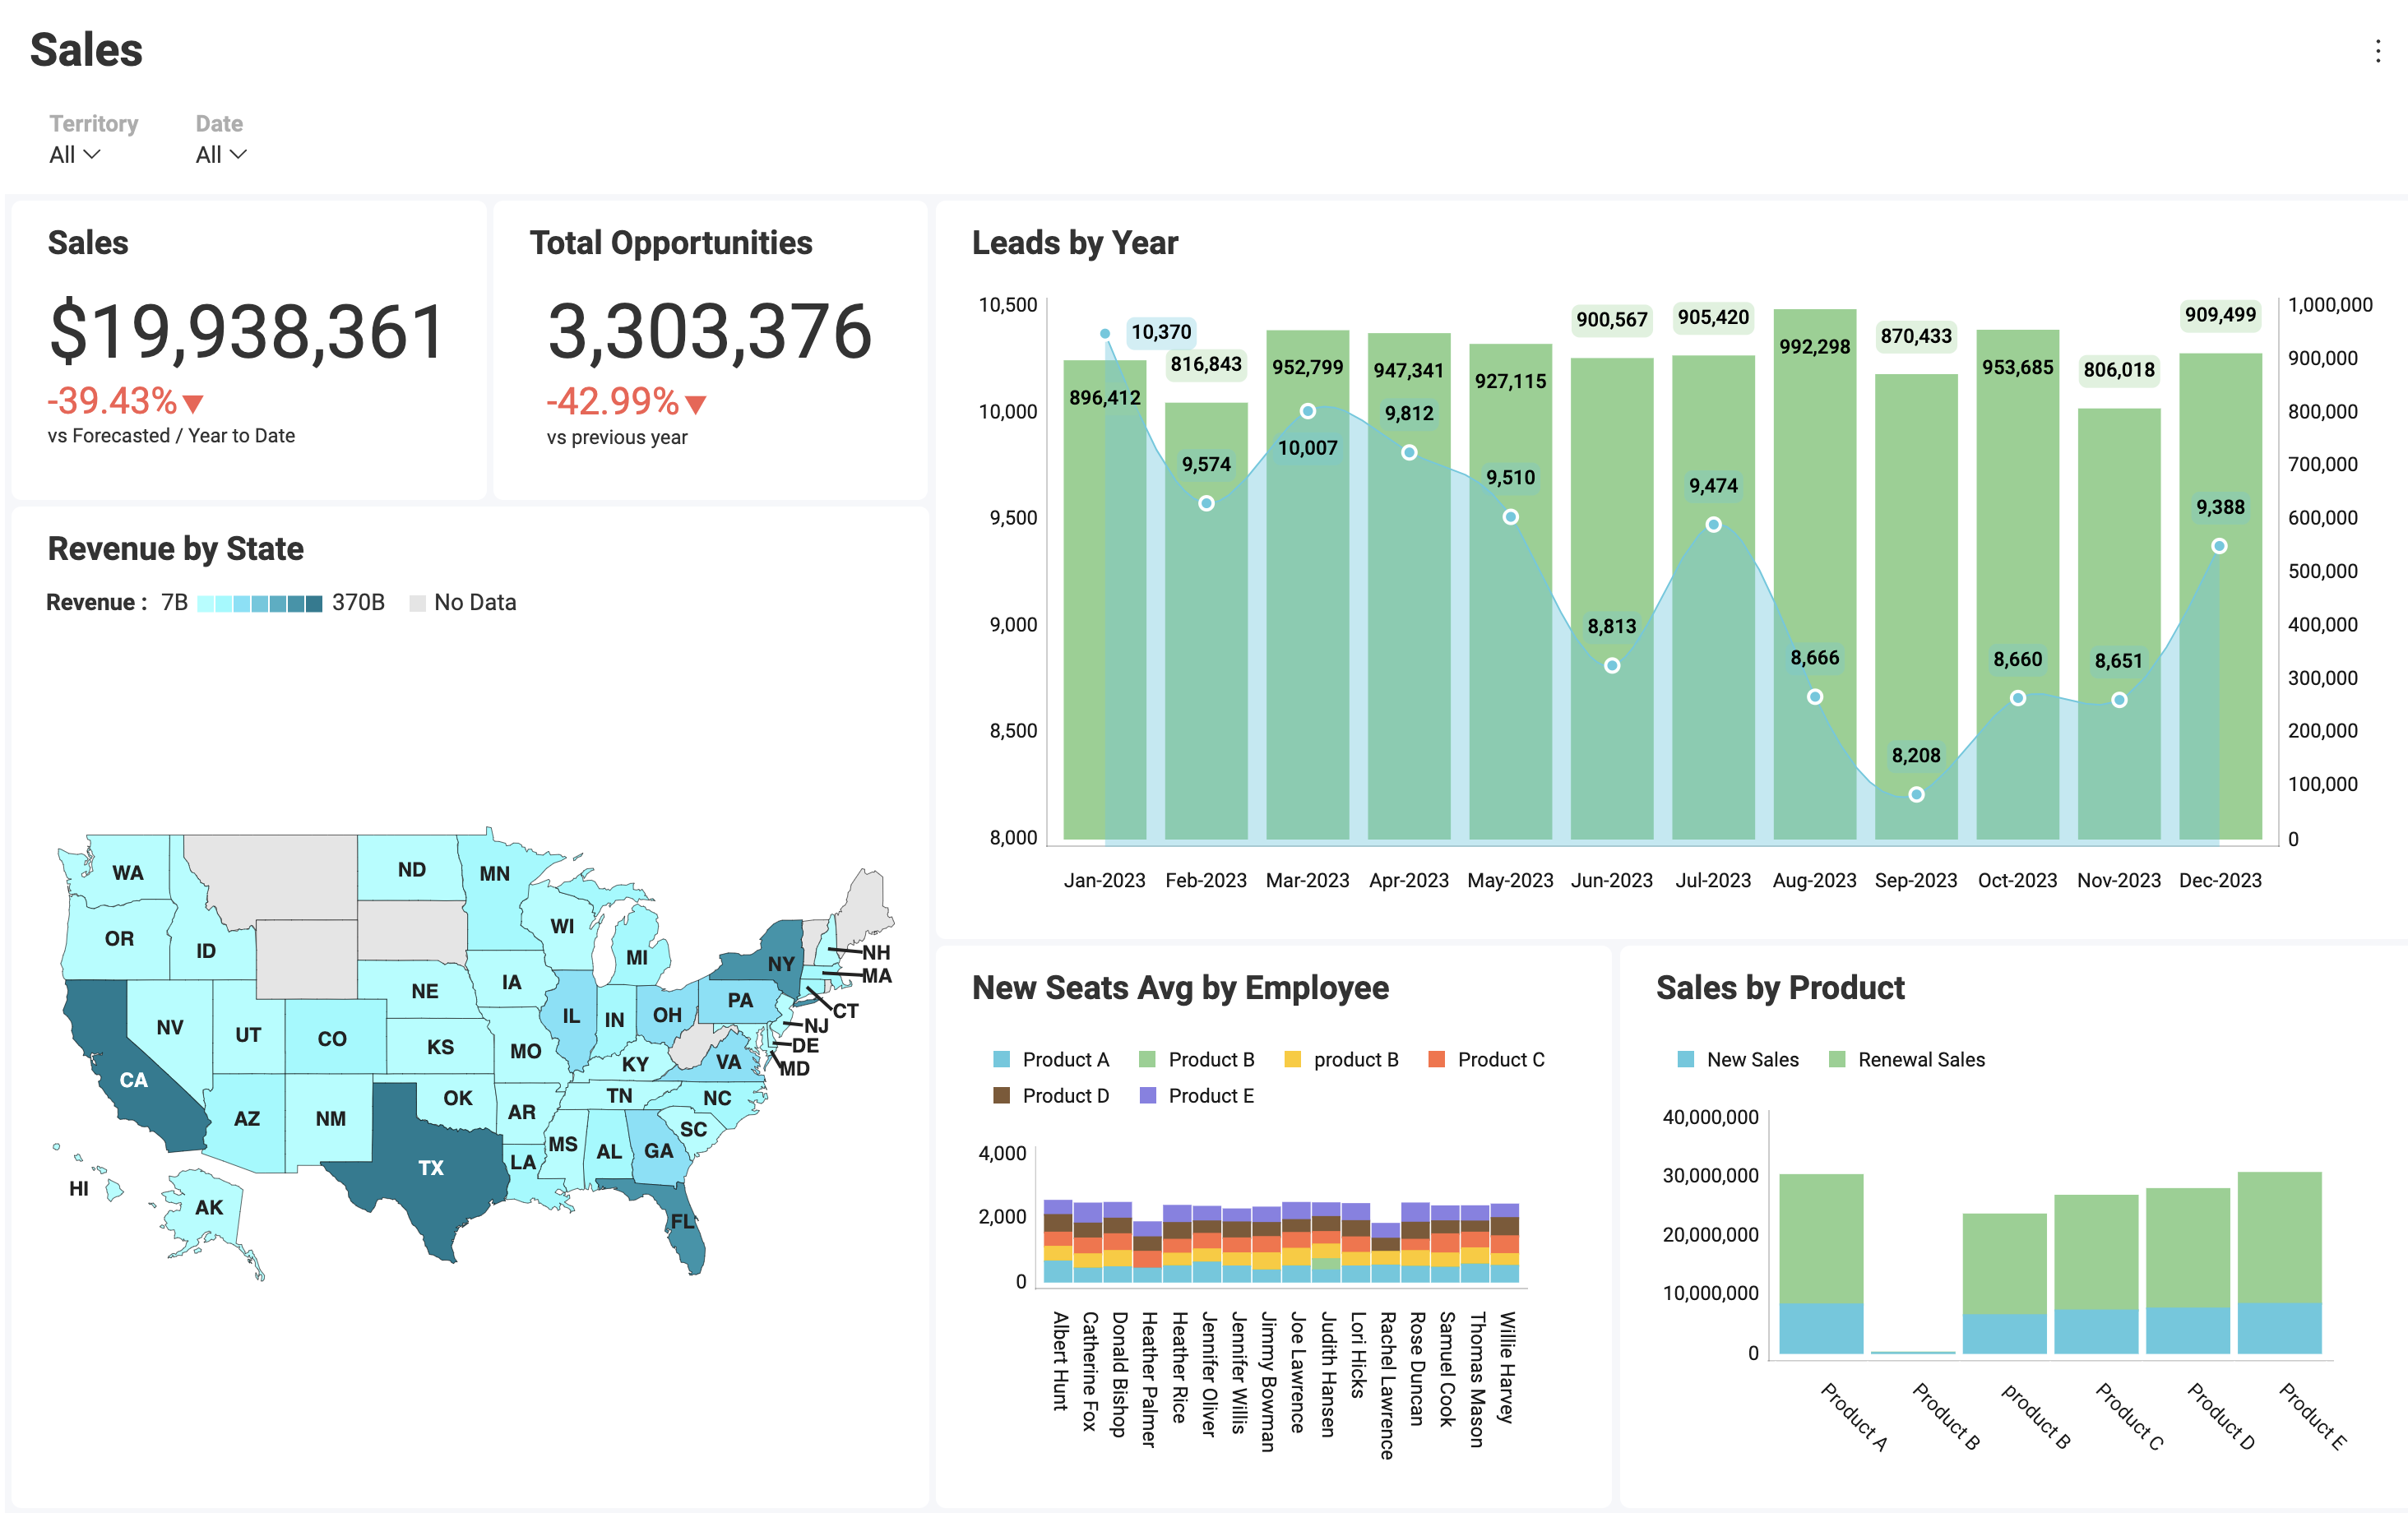 Sales
Territory
Date
All
All
Sales
$19,938,361
-39.43%
vs Forecasted / Year to Date
Total Opportunities
3,303,376
-42.99%
vs previous year
Leads by Year
10,500
10,000
9,500
9,000
8,500
8,000
1,000,000
900,000
800,000
700,000
600,000
500,000
400,000
300,000
200,000
100,000
0
896,412
816,843
952,799
947,341
927,115
900,567
905,420
992,298
870,433
953,685
806,018
909,499
10,370
9,574
10,007
9,812
9,510
8,813
9,474
8,666
8,208
8,660
8,651
9,388
Jan-2023
Feb-2023
Mar-2023
Apr-2023
May-2023
Jun-2023
Jul-2023
Aug-2023
Sep-2023
Oct-2023
Nov-2023
Dec-2023
Revenue by State
Revenue : 7B 370B No Data
WA
ND
MN
OR
ID
WI
MI
NY
NH
MA
CT
NJ
DE
MD
NE
IA
IL
IN
OH
PA
NV
UT
CO
KS
MO
KY
VA
CA
AZ
NM
OK
AR
TN
NC
SC
MS
AL
GA
LA
TX
FL
HI
AK
New Seats Avg by Employee
Product A Product B product B Product C
Product D Product E
4,000
2,000
0
Albert Hunt
Catherine Fox
Donald Bishop
Heather Palmer
Heather Rice
Jennifer Oliver
Jennifer Willis
Jimmy Bowman
Joe Lawrence
Judith Hansen
Lori Hicks
Rachel Lawrence
Rose Duncan
Samuel Cook
Thomas Mason
Willie Harvey
Sales by Product
New Sales Renewal Sales
40,000,000
30,000,000
20,000,000
10,000,000
0
Product A
Product B
product B
Product C
Product D
Product E